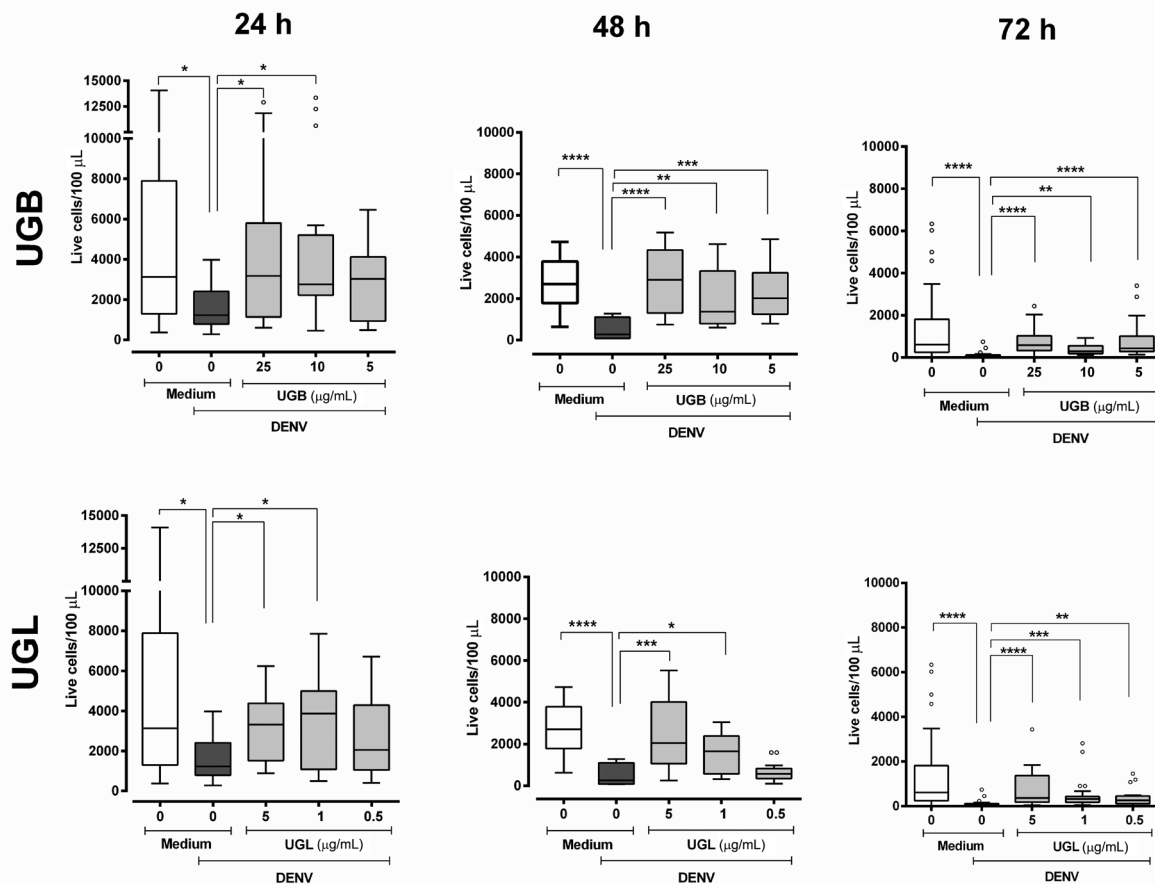 24 h
48 h
72 h
UGB
Live cells/100 µL
15000
12500
10000
8000
6000
4000
2000
0
*
*
*
0 0 25 10 5
Medium UGB (µg/mL)
DENV
Live cells/100 µL
10000
8000
6000
4000
2000
0
****
***
**
****
0 0 25 10 5
Medium UGB (µg/mL)
DENV
Live cells/100 µL
10000
8000
6000
4000
2000
0
****
****
**
****
0 0 25 10 5
Medium UGB (µg/mL)
DENV
UGL
Live cells/100 µL
15000
12500
10000
8000
6000
4000
2000
0
*
*
*
0 0 5 1 0.5
Medium UGL (µg/mL)
DENV
Live cells/100 µL
10000
8000
6000
4000
2000
0
****
*
***
0 0 5 1 0.5
Medium UGL (µg/mL)
DENV
Live cells/100 µL
10000
8000
6000
4000
2000
0
****
**
***
****
0 0 5 1 0.5
Medium UGL (µg/mL)
DENV